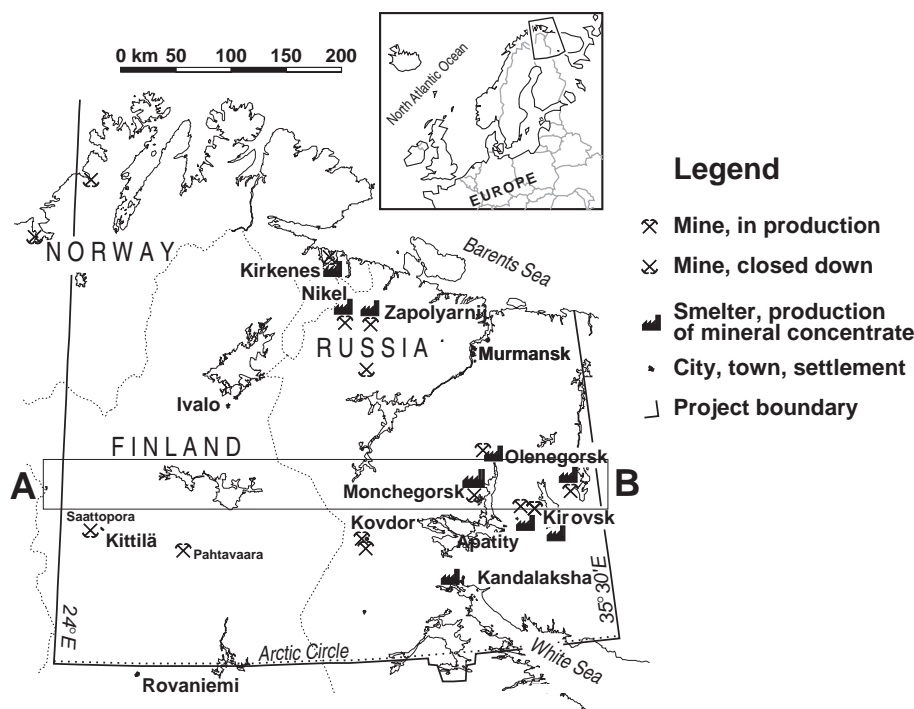 0 km 50 100 150 200
North Atlantic Ocean
EUROPE
Legend
Mine, in production
Mine, closed down
Smelter, production
of mineral concentrate
City, town, settlement
Project boundary
NORWAY
Barents Sea
Kirkenes
Nikel
Zapolyarnij
RUSSIA
Murmansk
Ivalo
FINLAND
Olenegorsk
A
B
Monchegorsk
Saattopora
Kittilä
Pahtavaara
Kovdor
Kirovsk
Apatity
Kandalaksha
24°E
35°30'E
Arctic Circle
White Sea
Rovaniemi